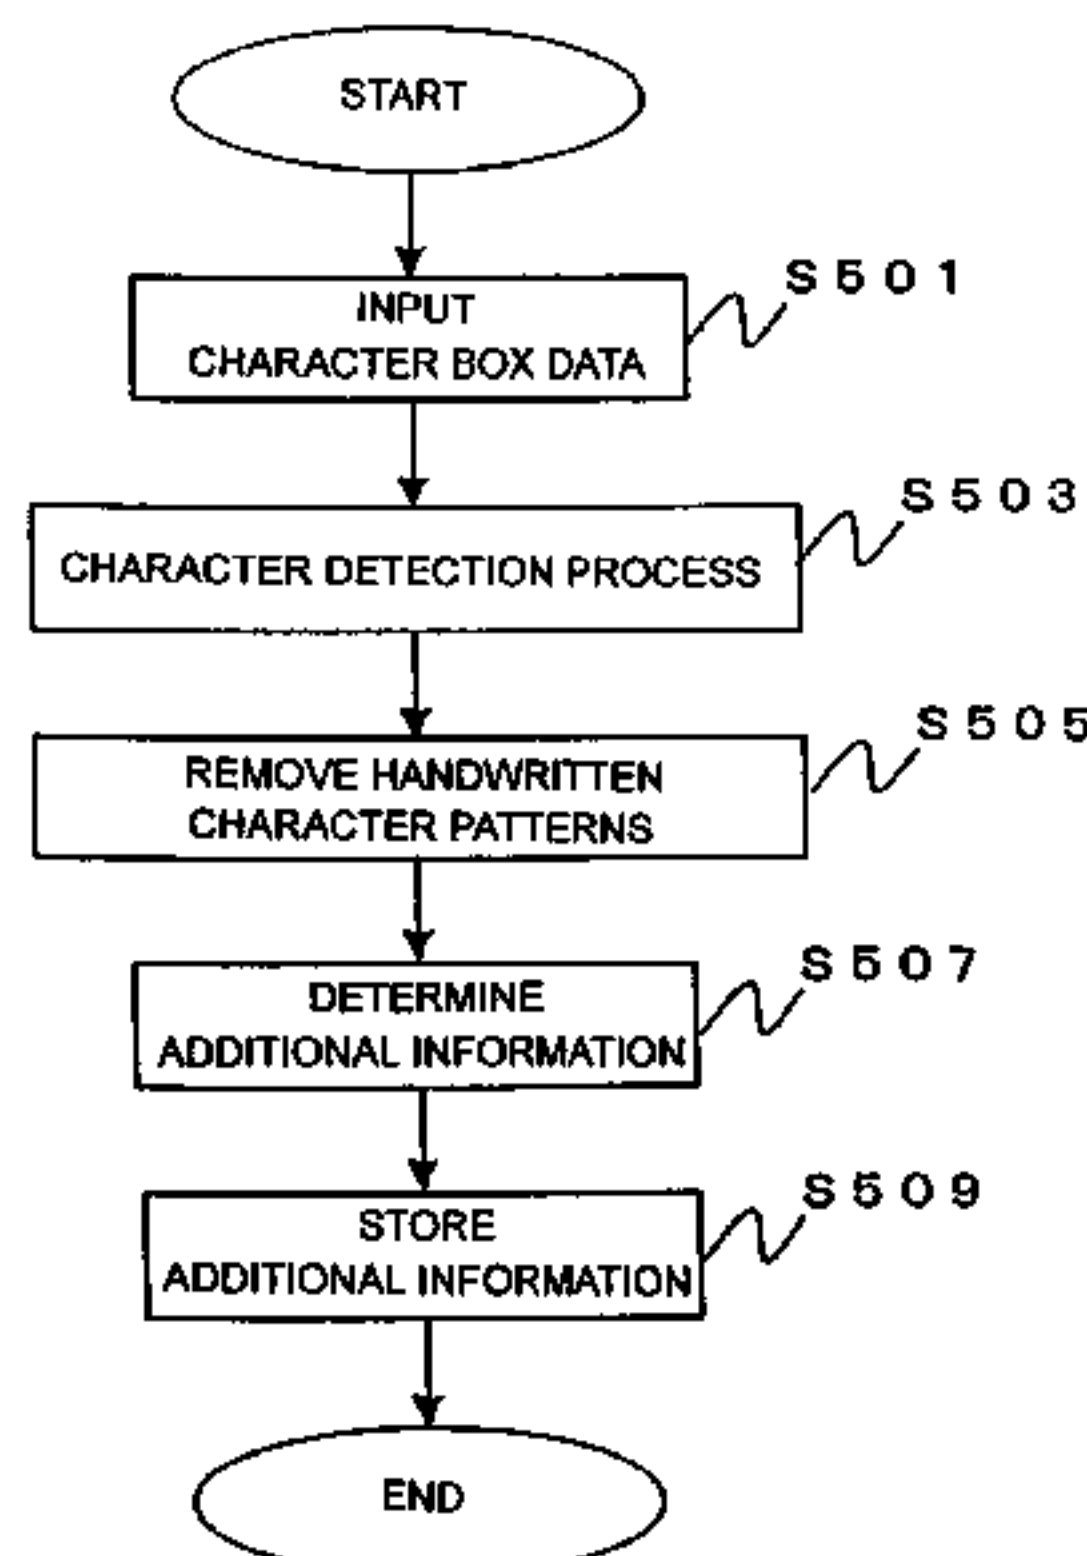 START
INPUT
CHARACTER BOX DATA
S501
CHARACTER DETECTION PROCESS
S503
REMOVE HANDWRITTEN
CHARACTER PATTERNS
S505
DETERMINE
ADDITIONAL INFORMATION
S507
STORE
ADDITIONAL INFORMATION
S509
END